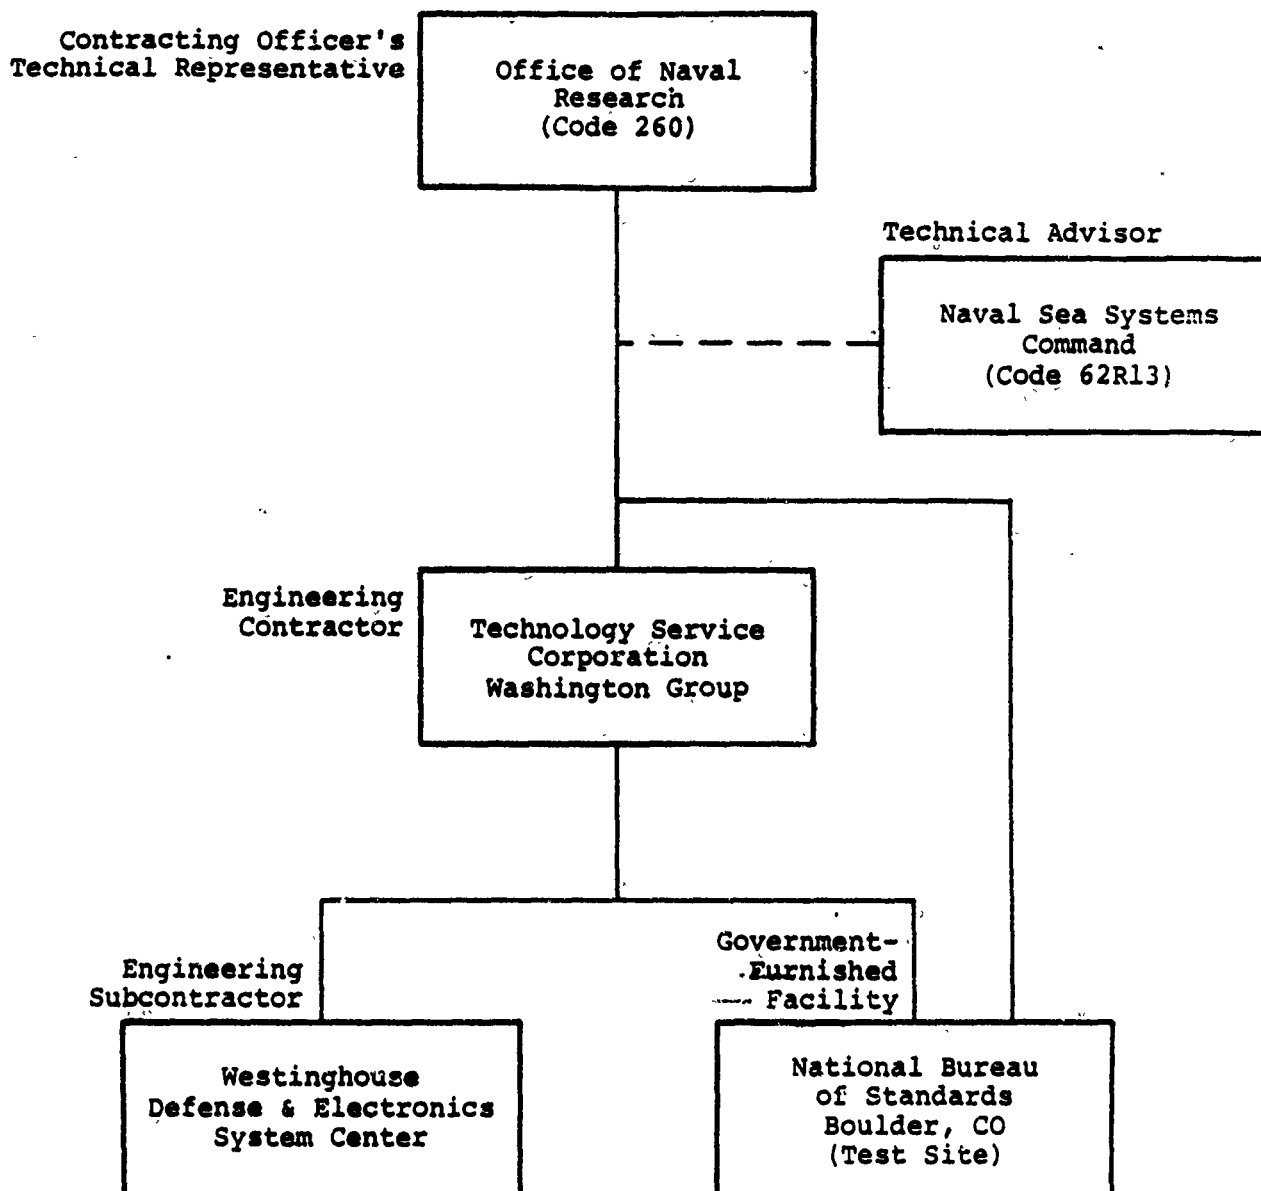 Contracting Officer's
Technical Representative
Office of Naval
Research
(Code 260)
Technical Advisor
Naval Sea Systems
Command
(Code 62R13)
Engineering
Contractor
Technology Service
Corporation
Washington Group
Engineering
Subcontractor
Government-
Furnished
Facility
Westinghouse
Defense & Electronics
System Center
National Bureau
of Standards
Boulder, CO
(Test Site)